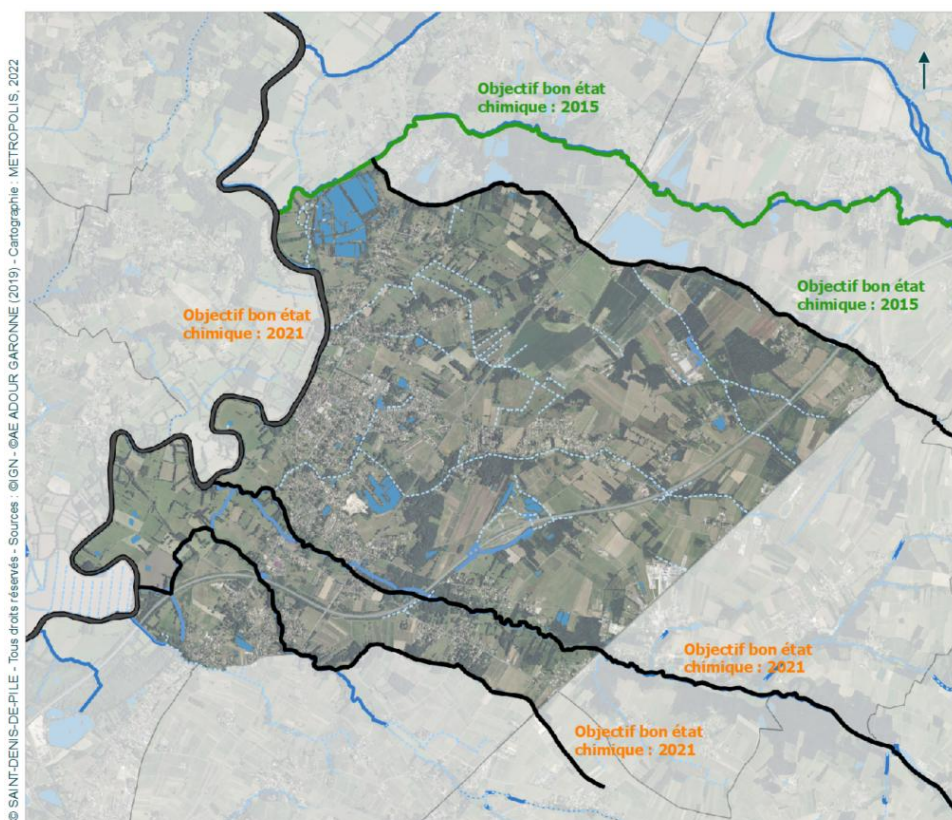 © SAINT-DENIS-DE-PILE - Tous droits réservés - Sources : ©IGN - ©AE ADOUR GARONNE (2019) - Cartographie : METROPOLIS, 2022
Objectif bon état
chimique : 2015
Objectif bon état
chimique : 2015
Objectif bon état
chimique : 2021
Objectif bon état
chimique : 2021
Objectif bon état
chimique : 2021